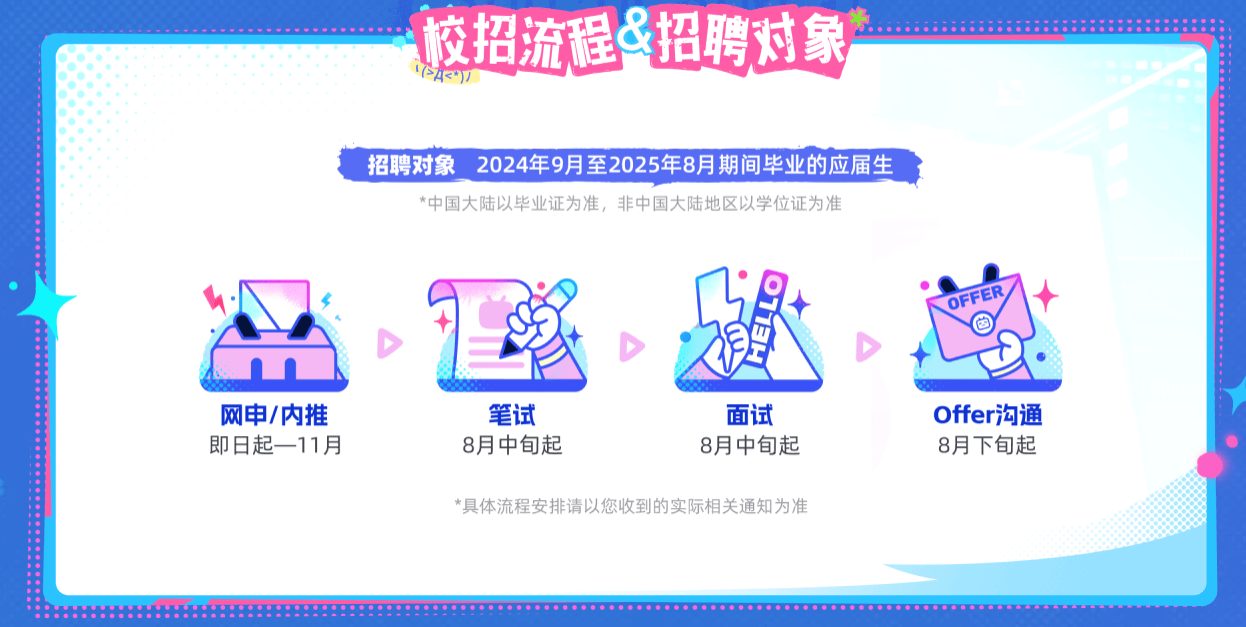 校招流程&招聘对象
\(>Д<*)/
招聘对象 2024年9月至2025年8月期间毕业的应届生
*中国大陆以毕业证为准，非中国大陆地区以学位证为准
HELLO
OFFER
网申/内推
即日起—11月
笔试
8月中旬起
面试
8月中旬起
Offer沟通
8月下旬起
*具体流程安排请以您收到的实际相关通知为准